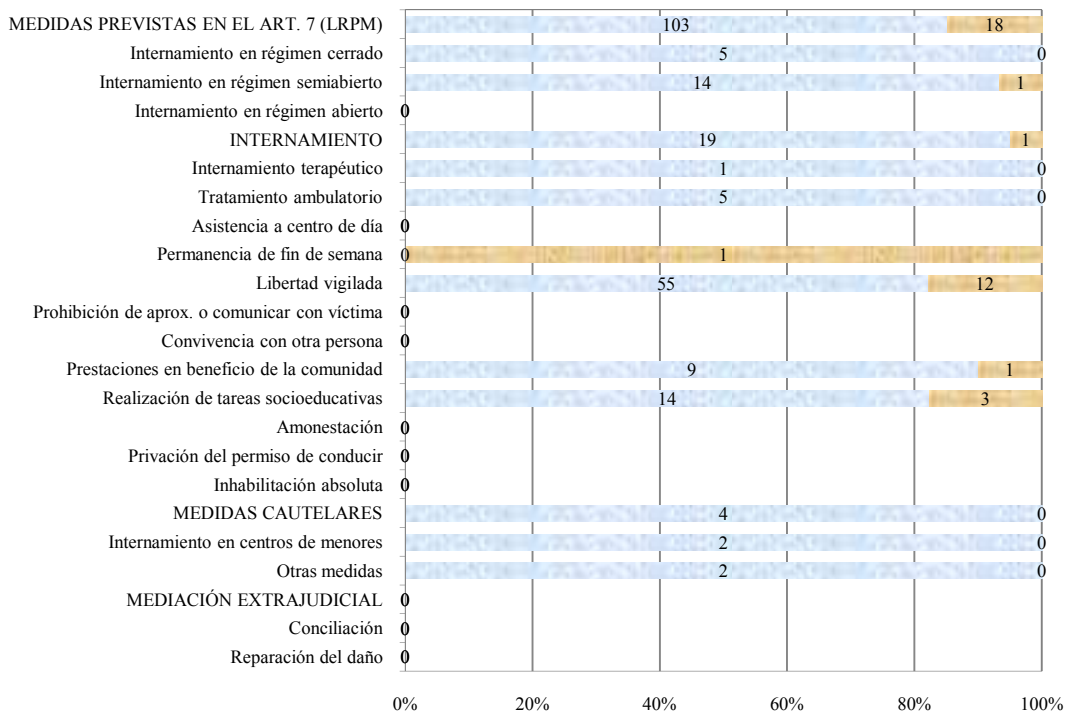 MEDIDAS PREVISTAS EN EL ART. 7 (LRPM) 103 18
Internamiento en régimen cerrado 5 0
Internamiento en régimen semiabierto 14 1
Internamiento en régimen abierto 0
INTERNAMIENTO 19 1
Internamiento terapéutico 1 0
Tratamiento ambulatorio 5 0
Asistencia a centro de día 0
Permanencia de fin de semana 0 1
Libertad vigilada 55 12
Prohibición de aprox. o comunicar con víctima 0
Convivencia con otra persona 0
Prestaciones en beneficio de la comunidad 9 1
Realización de tareas socioeducativas 14 3
Amonestación 0
Privación del permiso de conducir 0
Inhabilitación absoluta 0
MEDIDAS CAUTELARES 4 0
Internamiento en centros de menores 2 0
Otras medidas 2 0
MEDIACIÓN EXTRAJUDICIAL 0
Conciliación 0
Reparación del daño 0
0% 20% 40% 60% 80% 100%